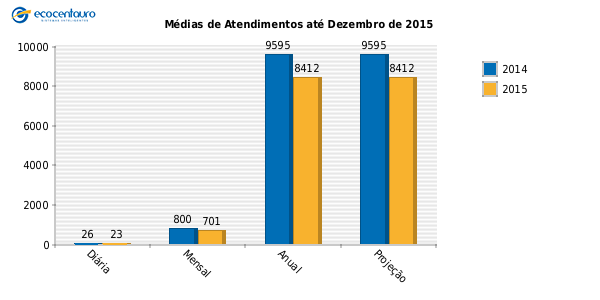 ecocentauro
Médias de Atendimentos até Dezembro de 2015
10000
8000
6000
4000
2000
0
26
23
800
701
9595
8412
9595
8412
Diária
Mensal
Anual
Projeção
2014
2015